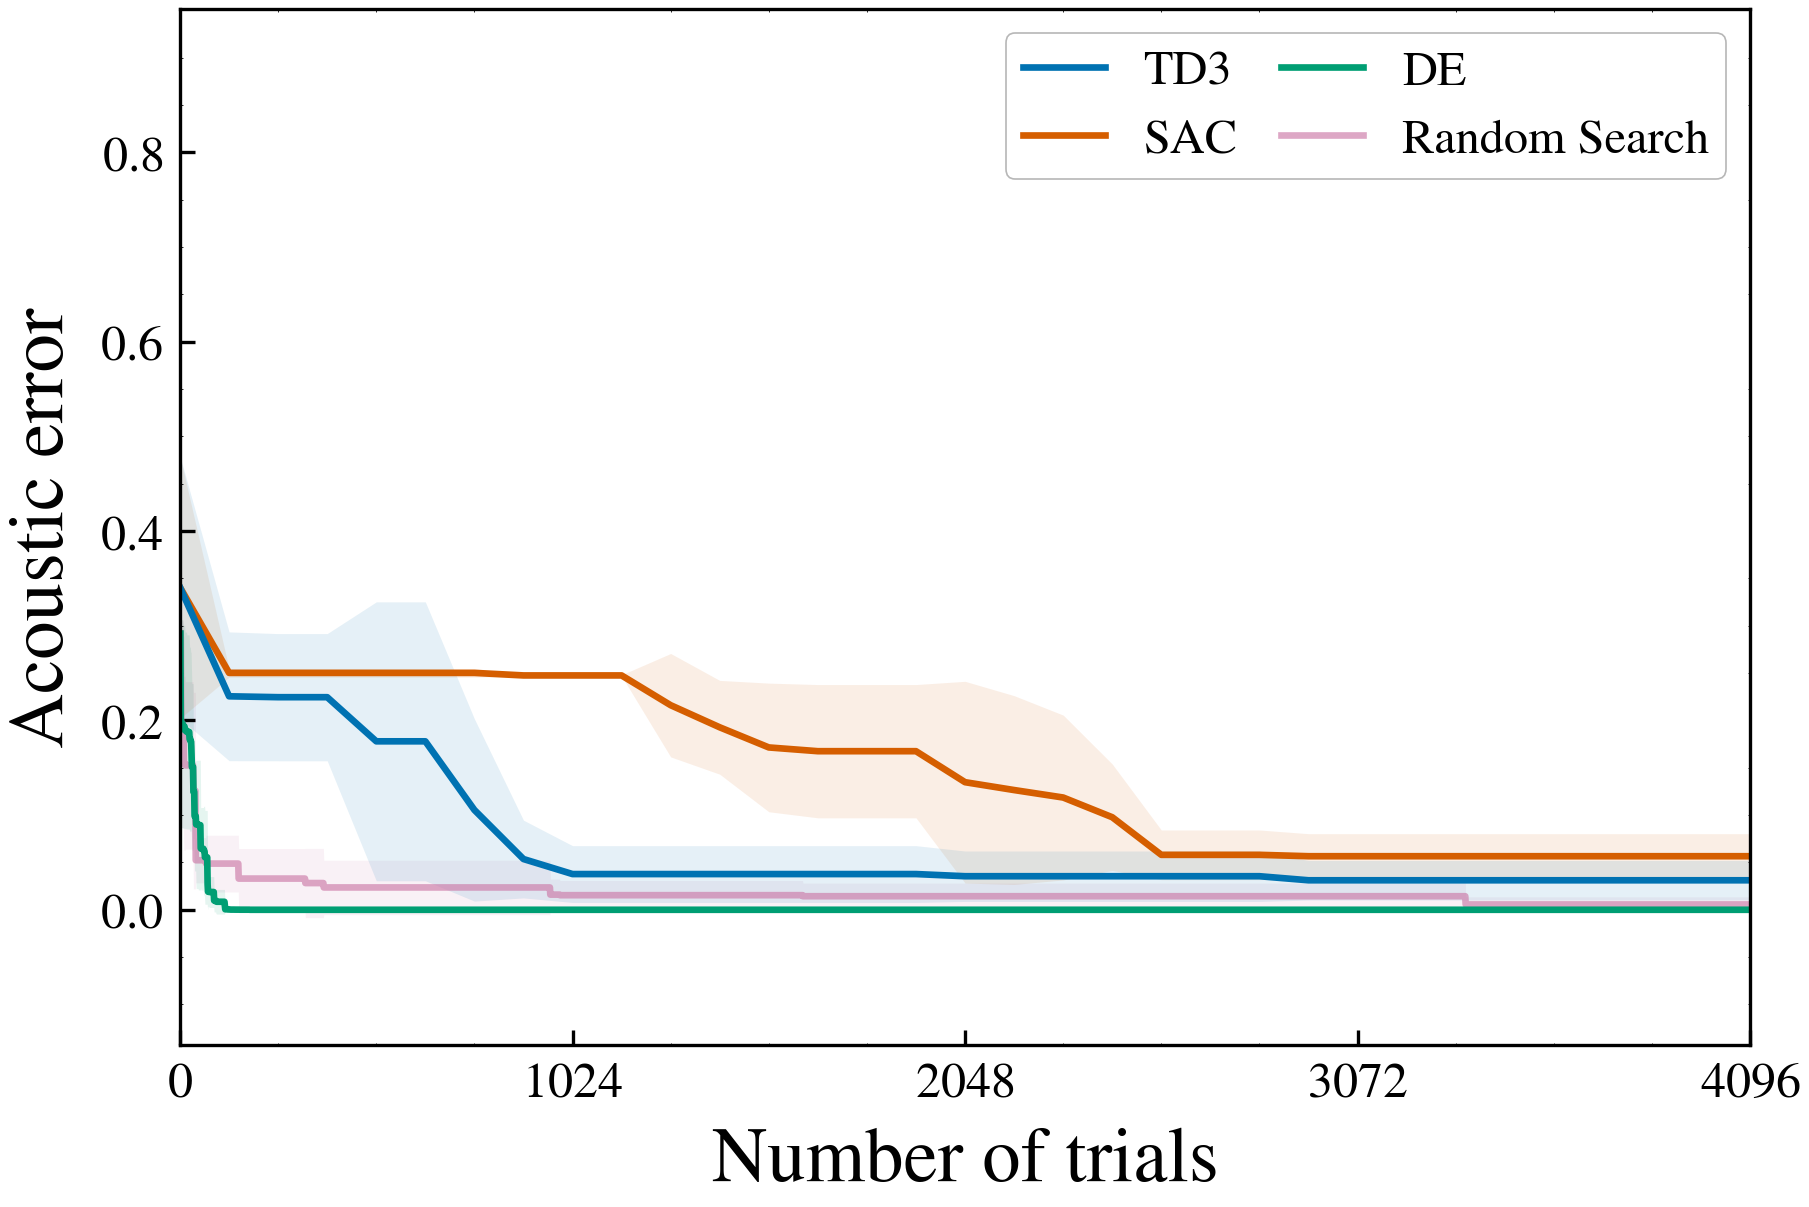 TD3
DE
SAC
Random Search
Acoustic error
0.8
0.6
0.4
0.2
0.0
0
1024
2048
3072
4096
Number of trials